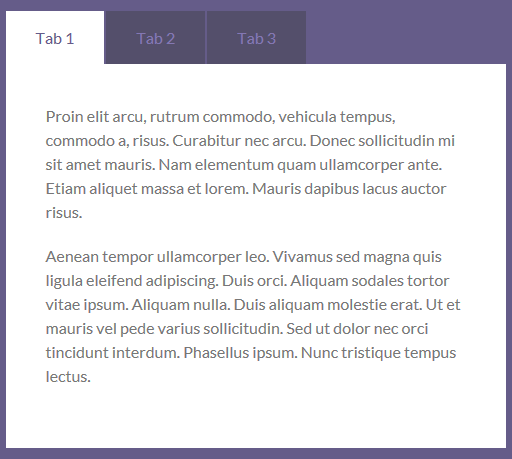 Tab 1
Tab 2
Tab 3
Proin elit arcu, rutrum commodo, vehicula tempus,
commodo a, risus. Curabitur nec arcu. Donec sollicitudin mi
sit amet mauris. Nam elementum quam ullamcorper ante.
Etiam aliquet massa et lorem. Mauris dapibus lacus auctor
risus.
Aenean tempor ullamcorper leo. Vivamus sed magna quis
ligula eleifend adipiscing. Duis orci. Aliquam sodales tortor
vitae ipsum. Aliquam nulla. Duis aliquam molestie erat. Ut et
mauris vel pede varius sollicitudin. Sed ut dolor nec orci
tincidunt interdum. Phasellus ipsum. Nunc tristique tempus
lectus.